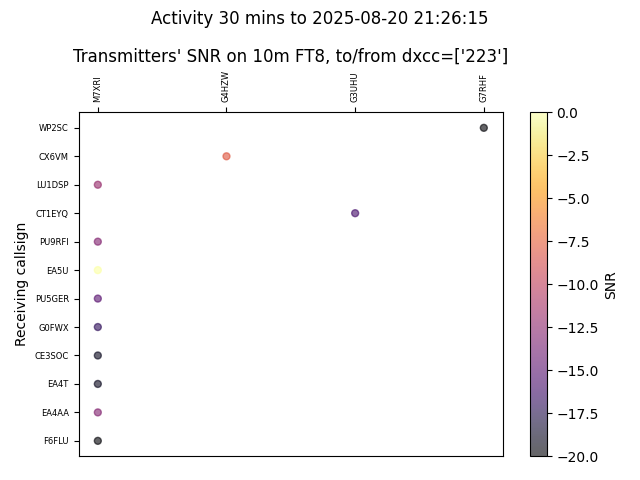 Activity 30 mins to 2025-08-20 21:26:15
Transmitters' SNR on 10m FT8, to/from dxcc=['223']
M7XRI
G4HZW
G3UHU
G7RHF
WP2SC
CX6VM
LU1DSP
CT1EYQ
PU9RFI
EA5U
PU5GER
G0FWX
CE3SOC
EA4T
EA4AA
F6FLU
Receiving callsign
0.0
−2.5
−5.0
−7.5
−10.0
−12.5
−15.0
−17.5
−20.0
SNR